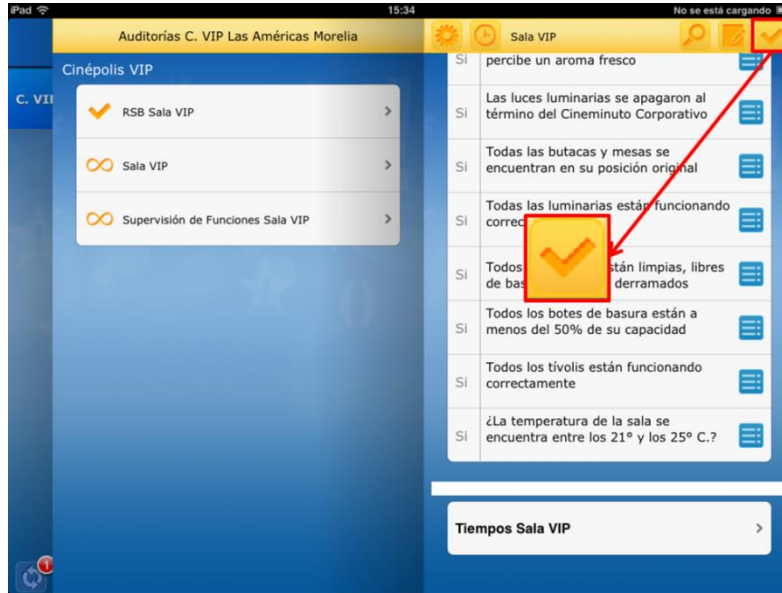 iPad
15:34
No se está cargando
Auditorías C. VIP Las Américas Morelia
Sala VIP
Cinépolis VIP
C. VII
RSB Sala VIP
Sala VIP
Supervisión de Funciones Sala VIP
Si percibe un aroma fresco
Si Las luces luminarias se apagaron al
término del Cineminuto Corporativo
Si Todas las butacas y mesas se
encuentran en su posición original
Si Todas las luminarias están funcionando
correc
Si Todos stán limpias, libres
de bas derramados
Si Todos los botes de basura están a
menos del 50% de su capacidad
Si Todos los tívolis están funcionando
correctamente
Si ¿La temperatura de la sala se
encuentra entre los 21° y los 25° C.?
Tiempos Sala VIP
1